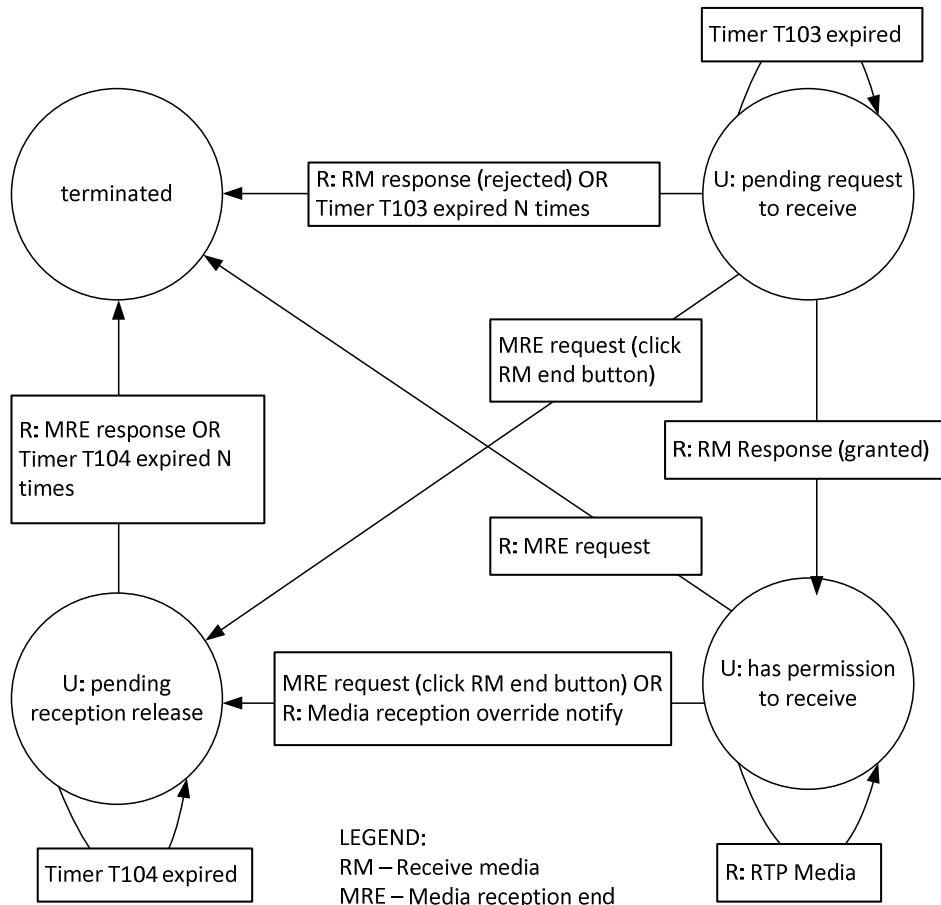 Timer T103 expired
terminated
R: RM response (rejected) OR
Timer T103 expired N times
U: pending request
to receive
MRE request (click
RM end button)
R: MRE response OR
Timer T104 expired N
times
R: RM Response (granted)
R: MRE request
U: pending
reception release
MRE request (click RM end button) OR
R: Media reception override notify
U: has permission
to receive
Timer T104 expired
LEGEND:
RM – Receive media
MRE – Media reception end
R: RTP Media